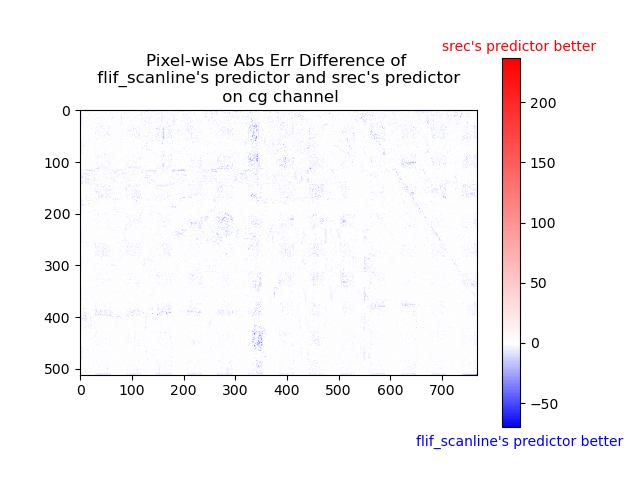 srec's predictor better
Pixel-wise Abs Err Difference of
flif_scanline's predictor and srec's predictor
on cg channel
0
100
200
300
400
500
0 100 200 300 400 500 600 700
200
150
100
50
0
−50
flif_scanline's predictor better